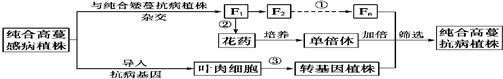 纯合高蔓
感病植株
与纯合矮蔓抗病植株
杂交
F₁
F₂
①
Fₙ
②
花药
培养
单倍体
加倍
筛选
纯合高蔓
抗病植株
导入
抗病基因
叶肉细胞
③
转基因植株